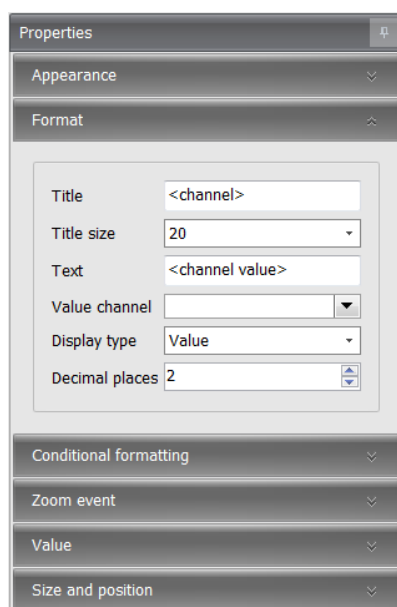 Properties
Appearance
Format
Title <channel>
Title size 20
Text <channel value>
Value channel
Display type Value
Decimal places 2
Conditional formatting
Zoom event
Value
Size and position